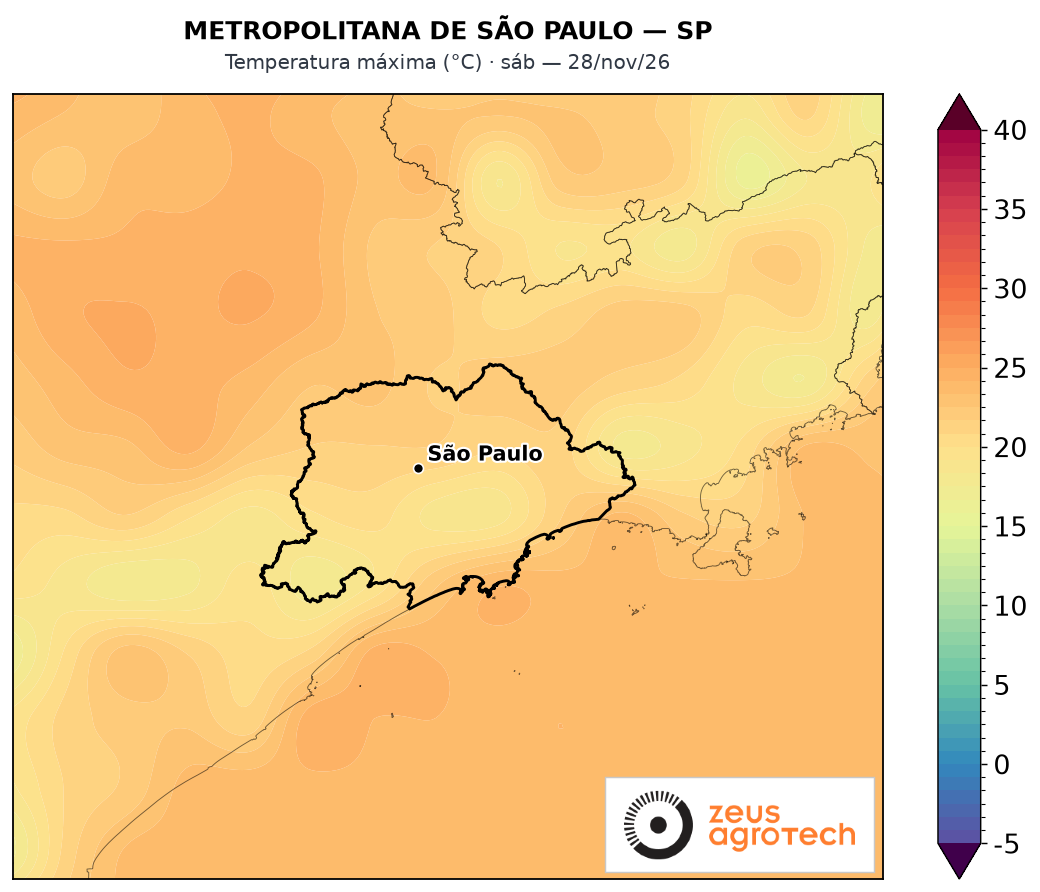 METROPOLITANA DE SÃO PAULO — SP
Temperatura máxima (°C) · sáb — 28/nov/26
São Paulo
40
35
30
25
20
15
10
5
0
-5
zeus
agrotech